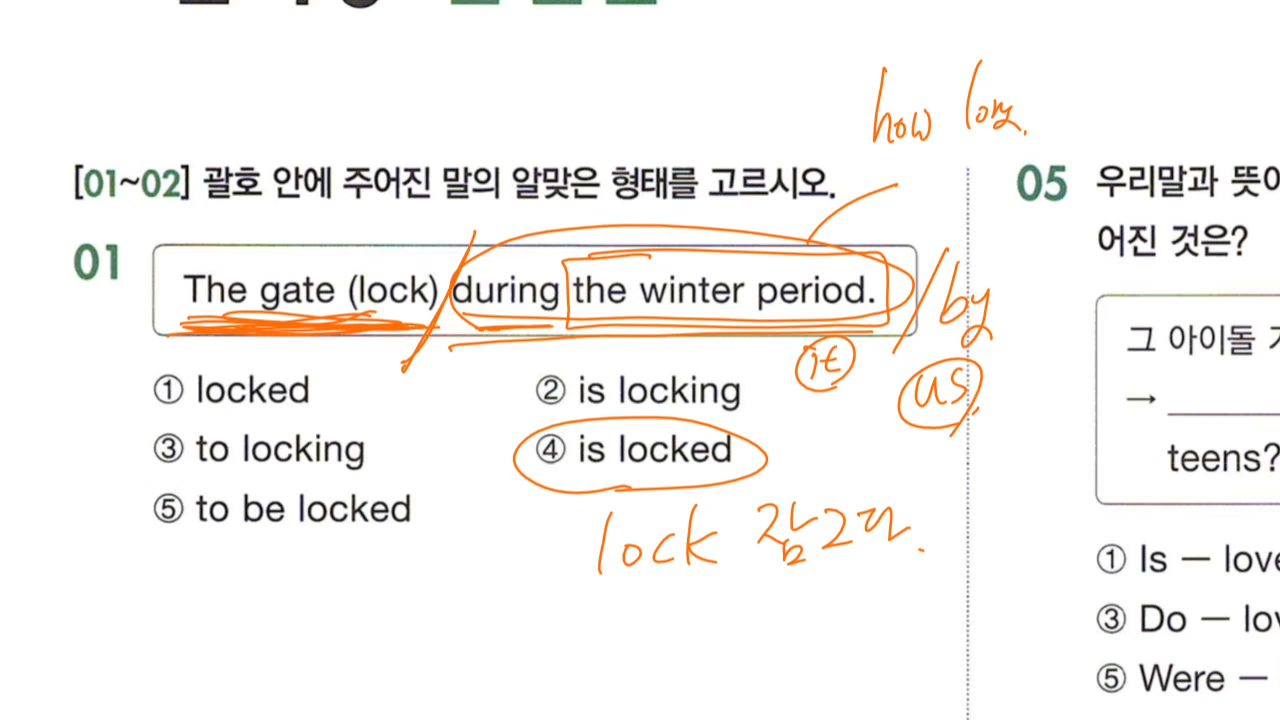 how long.
[01~02] 괄호 안에 주어진 말의 알맞은 형태를 고르시오.
01 The gate (lock) during the winter period. / by
it us.
① locked ② is locking
③ to locking ④ is locked
⑤ to be locked
lock 잠그다.
05 우리말과 뜻이
어진 것은?
그 아이돌
→
teens?
① Is — love
③ Do — lov
⑤ Were —